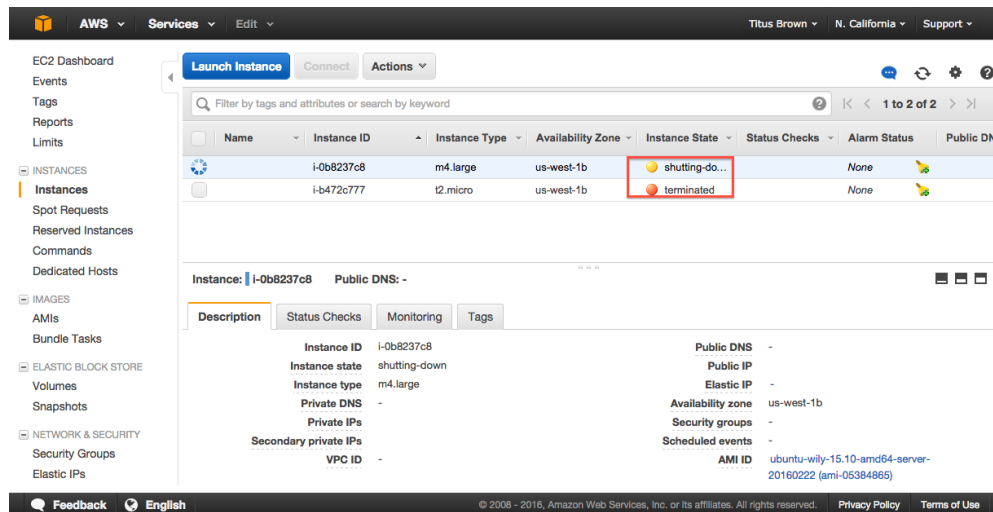 AWS Services Edit Titus Brown N. California Support
EC2 Dashboard
Events
Tags
Reports
Limits
INSTANCES
Instances
Spot Requests
Reserved Instances
Commands
Dedicated Hosts
IMAGES
AMIs
Bundle Tasks
ELASTIC BLOCK STORE
Volumes
Snapshots
NETWORK & SECURITY
Security Groups
Elastic IPs
Launch Instance Connect Actions
Filter by tags and attributes or search by keyword 1 to 2 of 2
Name Instance ID Instance Type Availability Zone Instance State Status Checks Alarm Status Public DN
i-0b8237c8 m4.large us-west-1b shutting-do... None
i-b472c777 t2.micro us-west-1b terminated None
Instance: i-0b8237c8 Public DNS: -
Description Status Checks Monitoring Tags
Instance ID i-0b8237c8
Instance state shutting-down
Instance type m4.large
Private DNS -
Private IPs
Secondary private IPs
VPC ID -
Public DNS -
Public IP
Elastic IP -
Availability zone us-west-1b
Security groups -
Scheduled events -
AMI ID ubuntu-wily-15.10-amd64-server-
20160222 (ami-05384865)
Feedback English © 2008 - 2016, Amazon Web Services, Inc. or its affiliates. All rights reserved. Privacy Policy Terms of Use